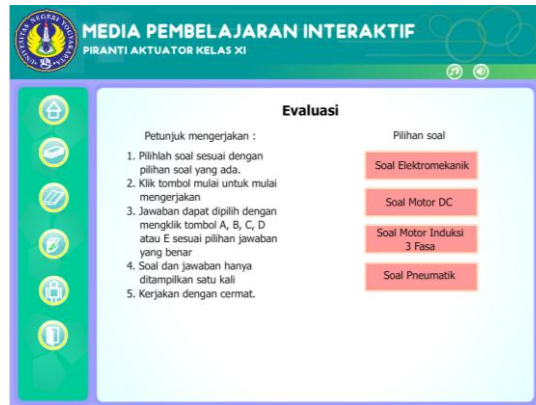 UNIVERSITAS NEGERI YOGYAKARTA
MEDIA PEMBELAJARAN INTERAKTIF
PIRANTI AKTUATOR KELAS XI
Evaluasi
Petunjuk mengerjakan :
1. Pilihlah soal sesuai dengan
pilihan soal yang ada.
2. Klik tombol mulai untuk mulai
mengerjakan
3. Jawaban dapat dipilih dengan
mengklik tombol A, B, C, D
atau E sesuai pilihan jawaban
yang benar
4. Soal dan jawaban hanya
ditampilkan satu kali
5. Kerjakan dengan cermat.
Pilihan soal
Soal Elektromekanik
Soal Motor DC
Soal Motor Induksi
3 Fasa
Soal Pneumatik